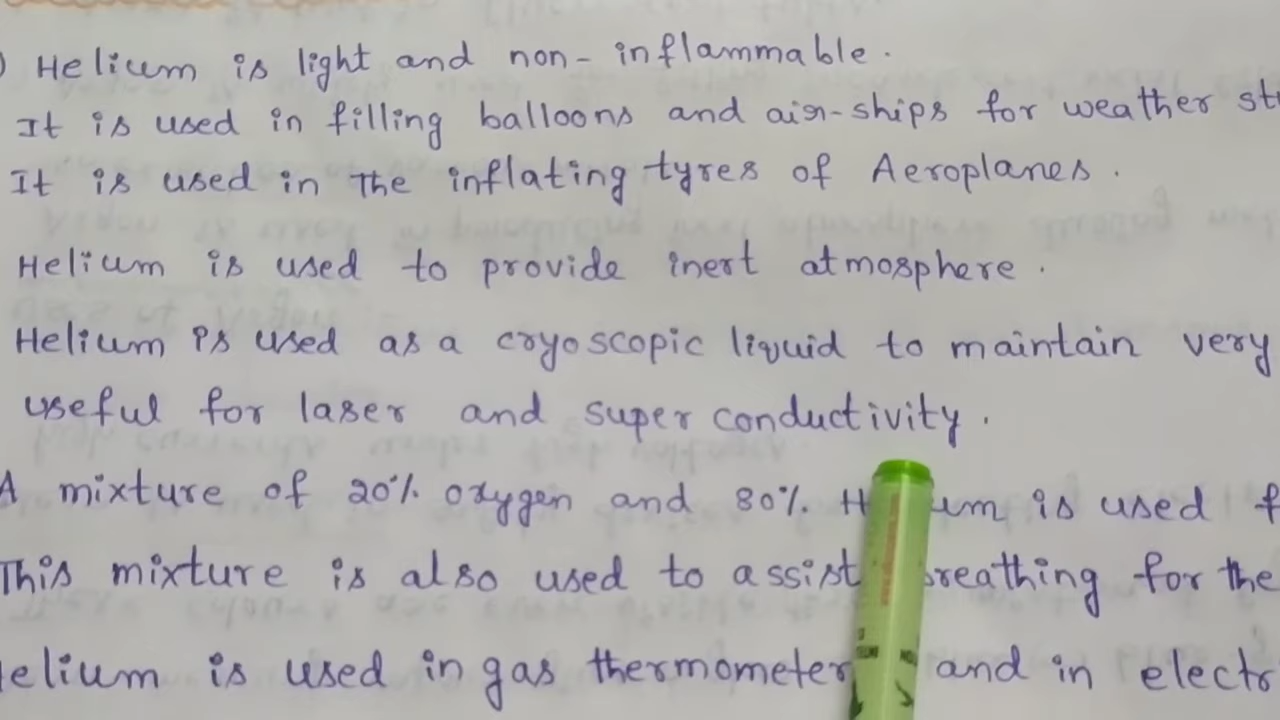 ) Helium is light and non- inflammable.
It is used in filling balloons and air-ships for weather
It is used in the inflating tyres of Aeroplanes.
Helium is used to provide inert atmosphere.
Helium is used as a cryoscopic liquid to maintain very
useful for laser and super conductivity.
A mixture of 20% oxygen and 80% is used
This mixture is also used to assist breathing for the
elium is used in gas thermometer and in electr